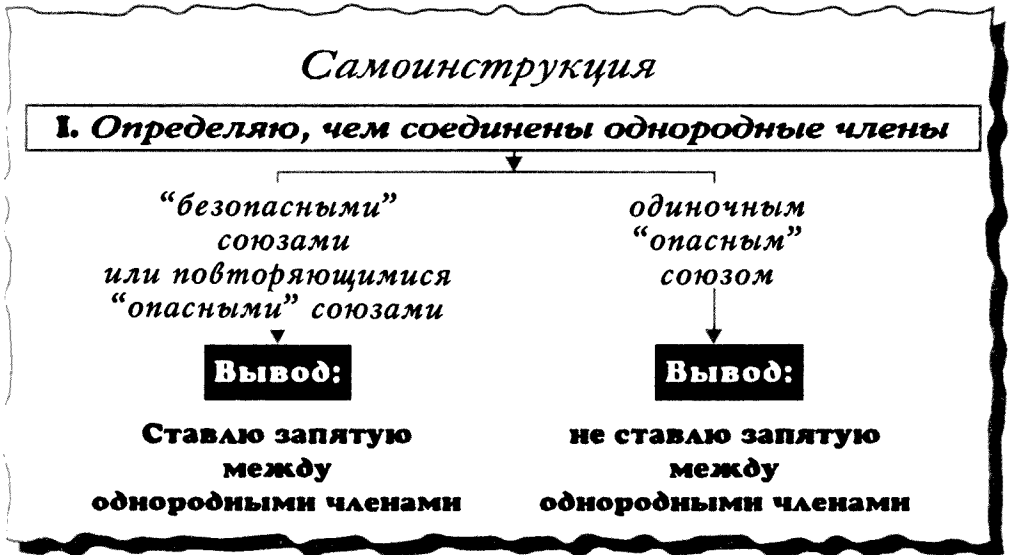 Самоинструкция
I. Определяю, чем соединены однородные члены
“безопасными”
союзами
или повторяющимися
“опасными” союзами
одиночным
“опасным”
союзом
Вывод:
Вывод:
Ставлю запятую
между
однородными членами
не ставлю запятую
между
однородными членами